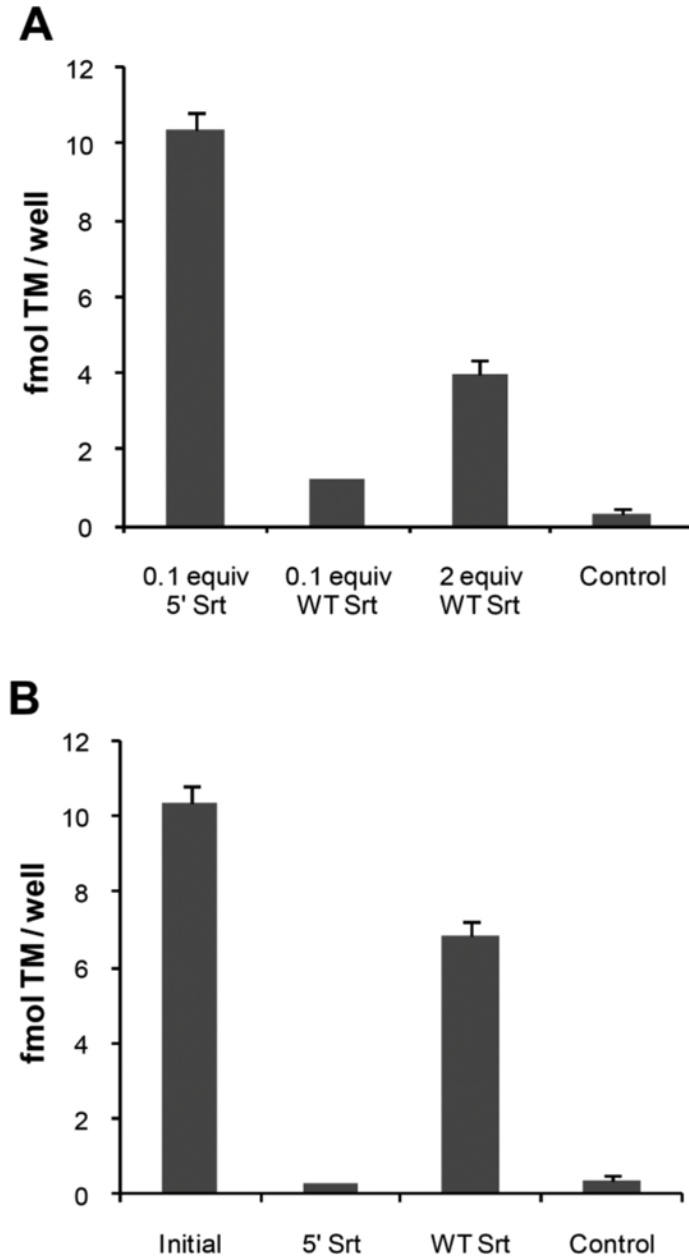 A
12
10
8
6
4
2
0
fmol TM / well
0.1 equiv 0.1 equiv 2 equiv Control
5' Srt WT Srt WT Srt
B
12
10
8
6
4
2
0
fmol TM / well
Initial 5' Srt WT Srt Control